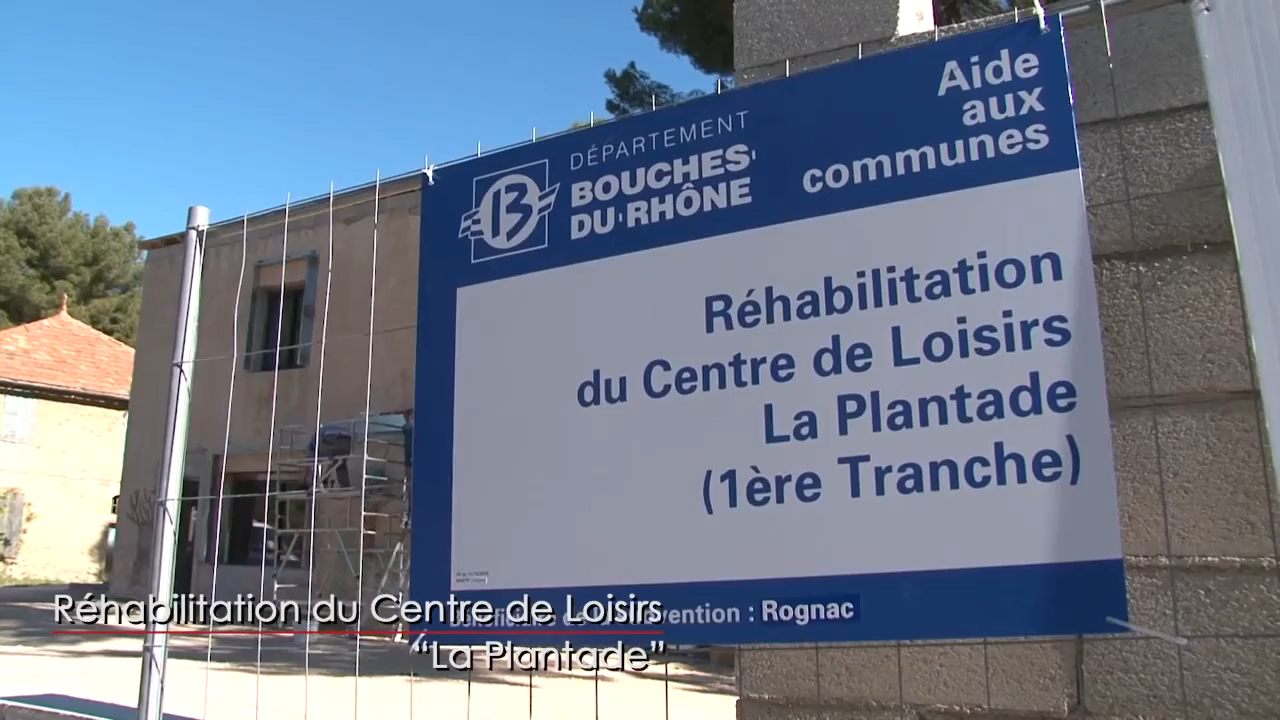 Aide
aux
communes
DÉPARTEMENT
BOUCHES·
DU·RHÔNE
13
Réhabilitation
du Centre de Loisirs
La Plantade
(1ère Tranche)
: Rognac
Réhabilitation du Centre de Loisirs
“La Plantade”